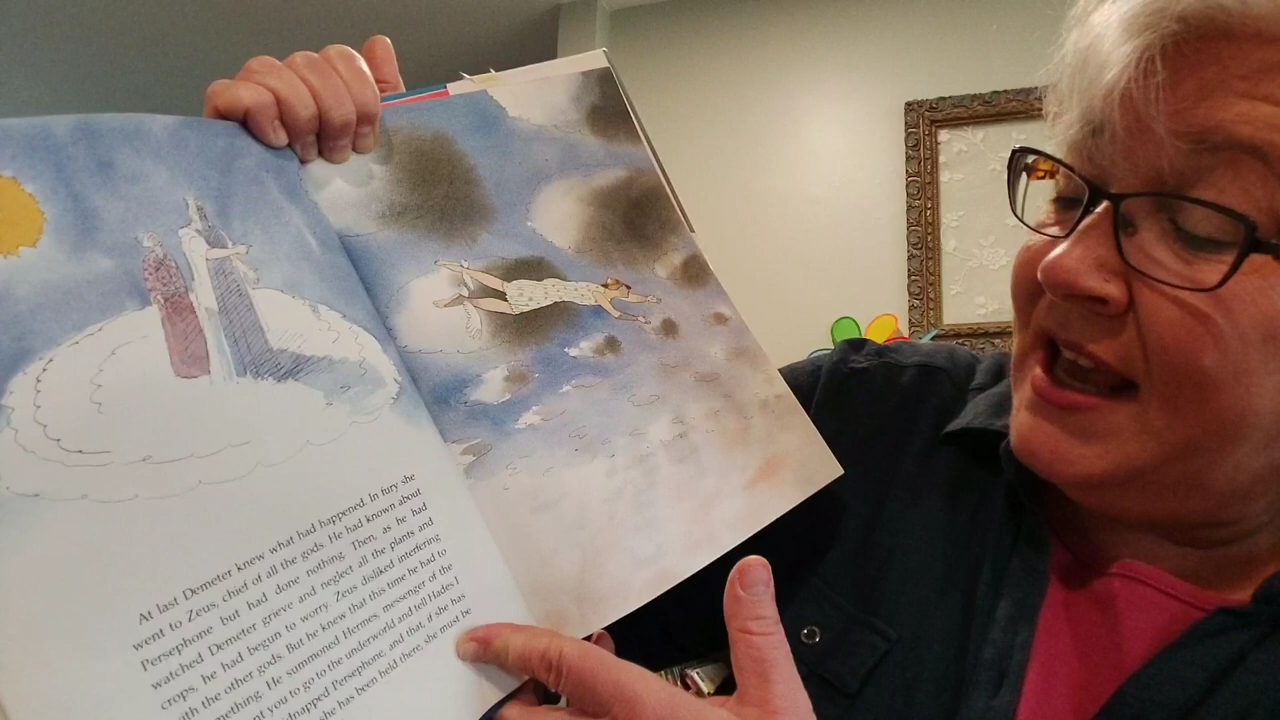 At last Demeter knew what had happened. In fury she
went to Zeus, chief of all the gods. He had known about
Persephone but had done nothing. Then, as he had
watched Demeter grieve and neglect all the plants and
crops, he had begun to worry. Zeus disliked interfering
with the other gods. But he knew that this time he had to
mething. He summoned Hermes, messenger of the
nt you to go to the underworld and tell Hades I
dnapped Persephone, and that, if she has
she has been held there, she must be